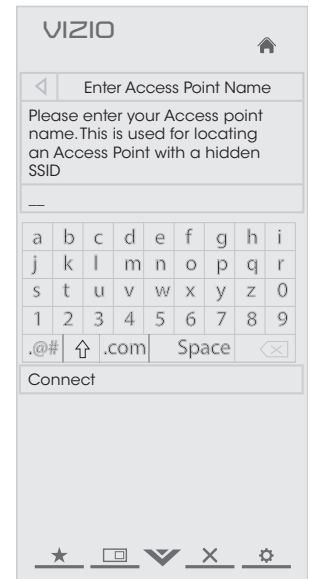 VIZIO
Enter Access Point Name
Please enter your Access point
name. This is used for locating
an Access Point with a hidden
SSID
__
a b c d e f g h i
j k l m n o p q r
s t u v w x y z 0
1 2 3 4 5 6 7 8 9
.@# .com Space
Connect